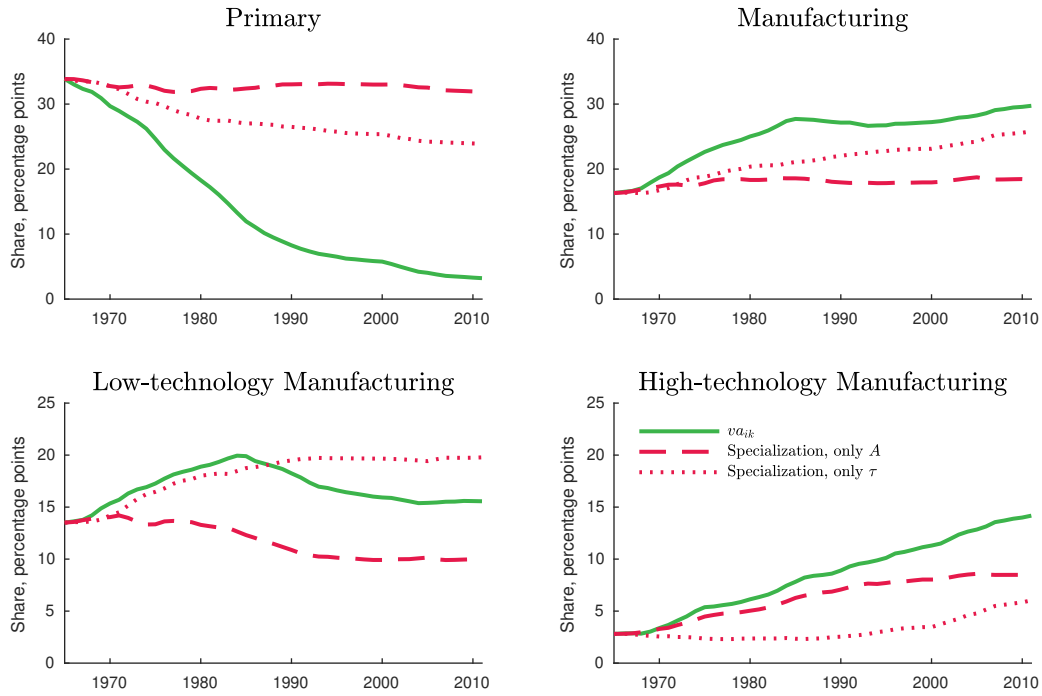 Primary
Share, percentage points
40
30
20
10
0
1970 1980 1990 2000 2010
Manufacturing
Share, percentage points
40
30
20
10
0
1970 1980 1990 2000 2010
Low-technology Manufacturing
Share, percentage points
25
20
15
10
5
0
1970 1980 1990 2000 2010
High-technology Manufacturing
Share, percentage points
25
20
15
10
5
0
va_{ik}
Specialization, only A
Specialization, only τ
1970 1980 1990 2000 2010